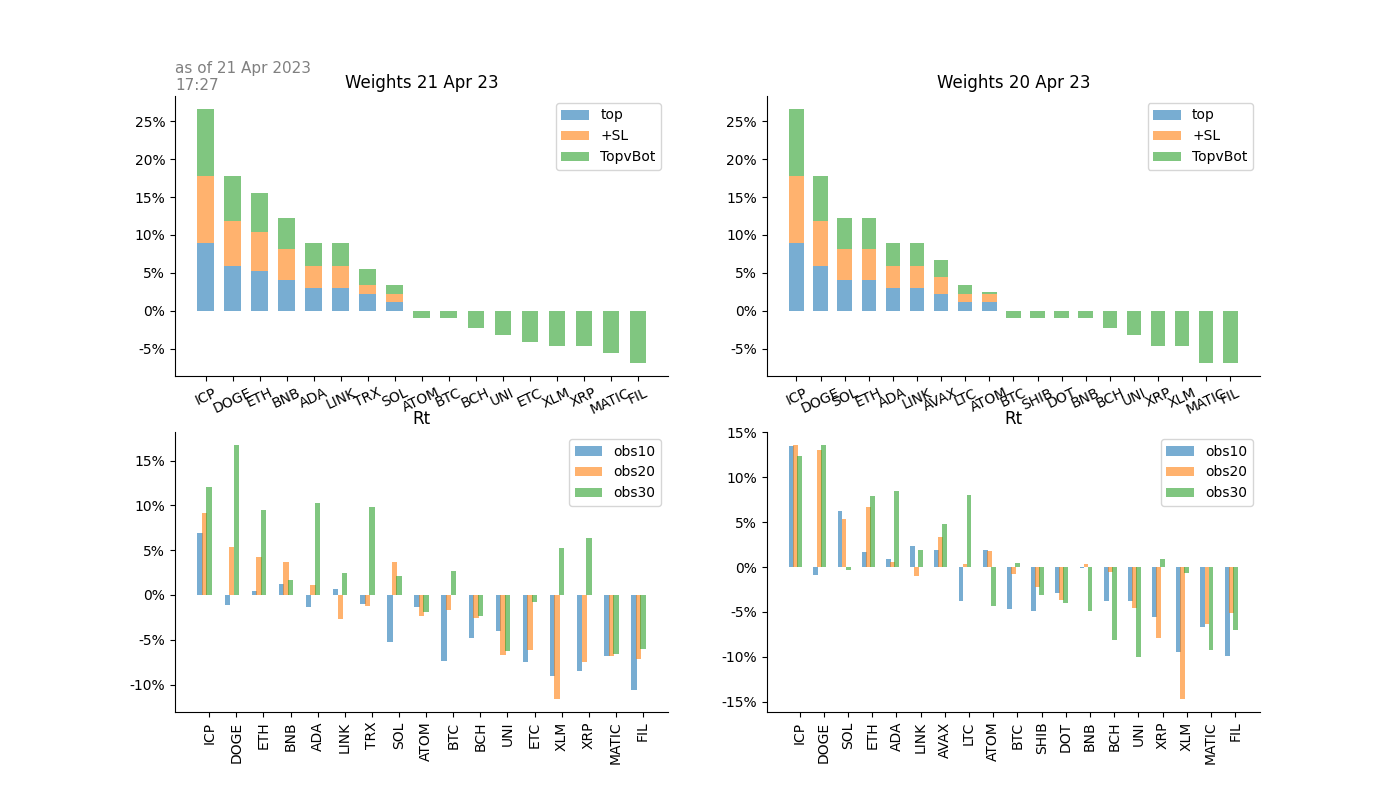 as of 21 Apr 2023
17:27
Weights 21 Apr 23
25%
20%
15%
10%
5%
0%
-5%
top
+SL
TopvBot
ICP DOGE ETH BNB ADA LINK TRX SOL ATOM BTC BCH UNI ETC XLM XRP MATIC FIL
Weights 20 Apr 23
25%
20%
15%
10%
5%
0%
-5%
top
+SL
TopvBot
ICP DOGE SOL ETH ADA LINK AVAX LTC ATOM BTC SHIB DOT BNB BCH UNI XRP XLM MATIC FIL
Rt
15%
10%
5%
0%
-5%
-10%
obs10
obs20
obs30
ICP DOGE ETH BNB ADA LINK TRX SOL ATOM BTC BCH UNI ETC XLM XRP MATIC FIL
Rt
15%
10%
5%
0%
-5%
-10%
-15%
obs10
obs20
obs30
ICP DOGE SOL ETH ADA LINK AVAX LTC ATOM BTC SHIB DOT BNB BCH UNI XRP XLM MATIC FIL